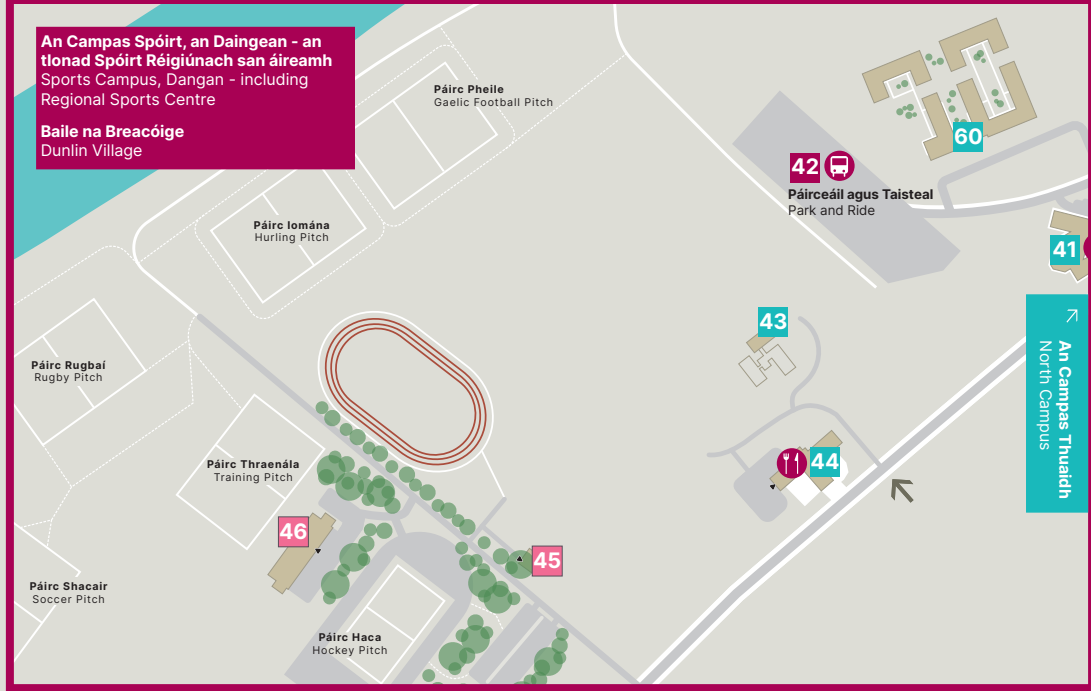 An Campas Spóirt, an Daingean - an
tIonad Spóirt Réigiúnach san áireamh
Sports Campus, Dangan - including
Regional Sports Centre
Baile na Breacóige
Dunlin Village
Páirc Pheile
Gaelic Football Pitch
60
42
Páirceáil agus Taisteal
Park and Ride
Páirc Iomána
Hurling Pitch
41
43
An Campas Thuaidh
North Campus
Páirc Rugbaí
Rugby Pitch
Páirc Thraenála
Training Pitch
44
46
45
Páirc Shacair
Soccer Pitch
Páirc Haca
Hockey Pitch